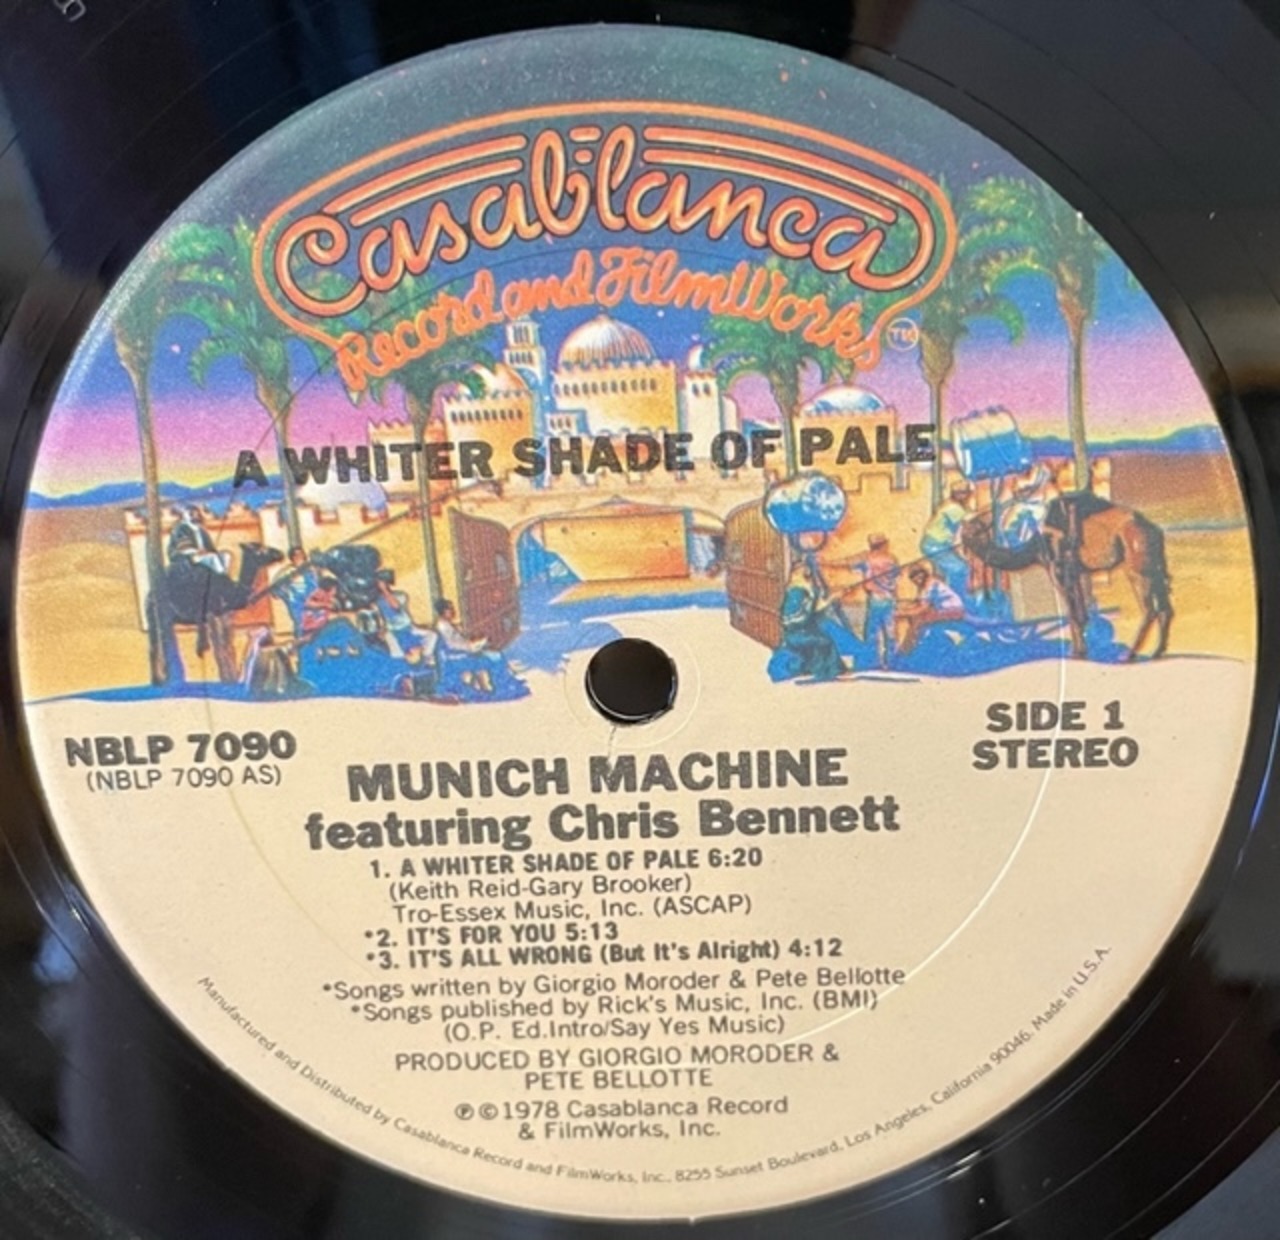 Casablanca
Record and FilmWorks TM
A WHITER SHADE OF PALE
NBLP 7090
(NBLP 7090 AS)
SIDE 1
STEREO
MUNICH MACHINE
featuring Chris Bennett
1. A WHITER SHADE OF PALE 6:20
(Keith Reid-Gary Brooker)
Tro-Essex Music, Inc. (ASCAP)
*2. IT'S FOR YOU 5:13
*3. IT'S ALL WRONG (But It's Alright) 4:12
*Songs written by Giorgio Moroder & Pete Bellotte
*Songs published by Rick's Music, Inc. (BMI)
(O.P. Ed.Intro/Say Yes Music)
PRODUCED BY GIORGIO MORODER &
PETE BELLOTTE
℗©1978 Casablanca Record
& FilmWorks, Inc.
Manufactured and Distributed by Casablanca Record and FilmWorks, Inc., 8255 Sunset Boulevard, Los Angeles, California 90046. Made in U.S.A.